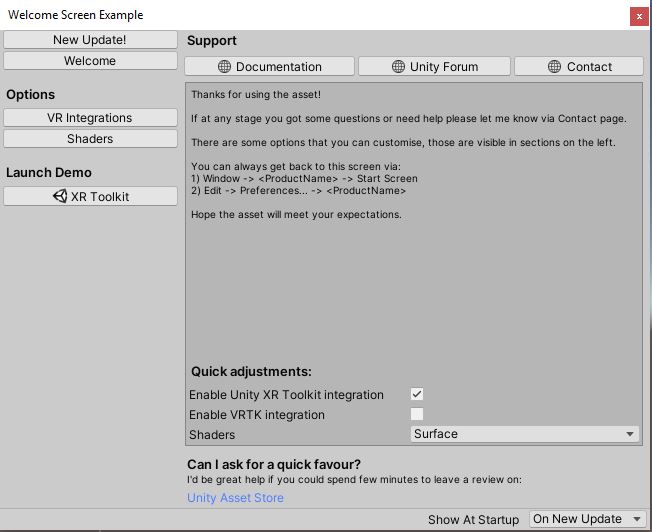 Welcome Screen Example
x
New Update!
Welcome
Options
VR Integrations
Shaders
Launch Demo
XR Toolkit
Support
Documentation
Unity Forum
Contact
Thanks for using the asset!
If at any stage you got some questions or need help please let me know via Contact page.
There are some options that you can customise, those are visible in sections on the left.
You can always get back to this screen via:
1) Window -> <ProductName> -> Start Screen
2) Edit -> Preferences... -> <ProductName>
Hope the asset will meet your expectations.
Quick adjustments:
Enable Unity XR Toolkit integration
Enable VRTK integration
Shaders Surface
Can I ask for a quick favour?
I'd be great help if you could spend few minutes to leave a review on:
Unity Asset Store
Show At Startup On New Update